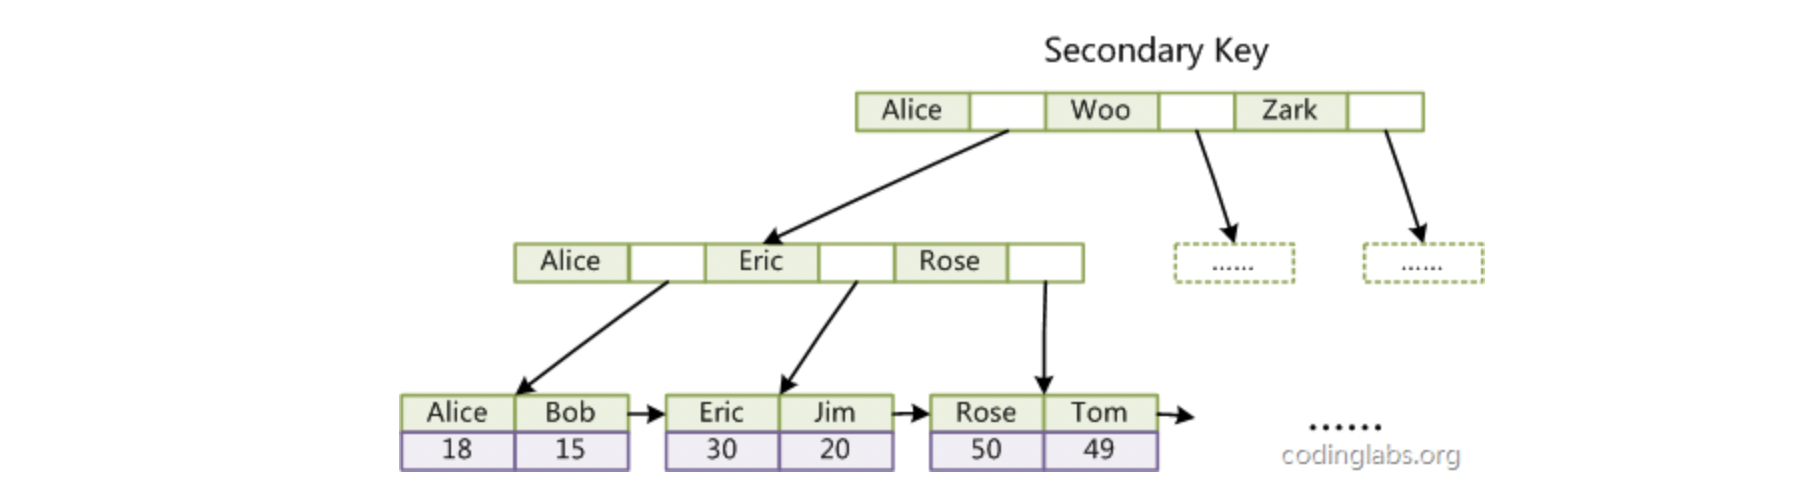 Secondary Key
Alice Woo Zark
Alice Eric Rose ...... ......
Alice Bob Eric Jim Rose Tom
18 15 30 20 50 49
......
codinglabs.org